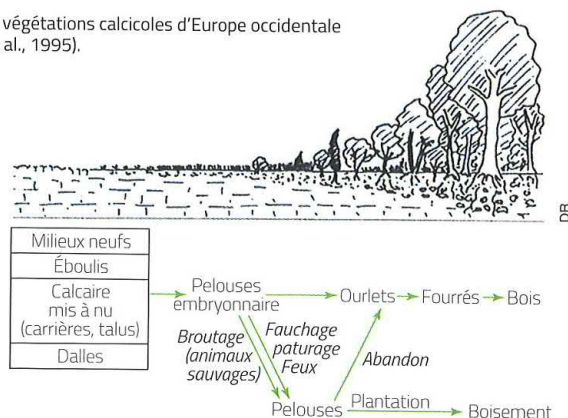 végétations calcicoles d'Europe occidentale
al., 1995).
DR
Milieux neufs
Éboulis
Calcaire
mis à nu
(carrières, talus)
Dalles
Pelouses
embryonnaire
Ourlets
Fourrés
Bois
Broutage
(animaux
sauvages)
Fauchage
paturage
Feux
Abandon
Pelouses
Plantation
Boisement